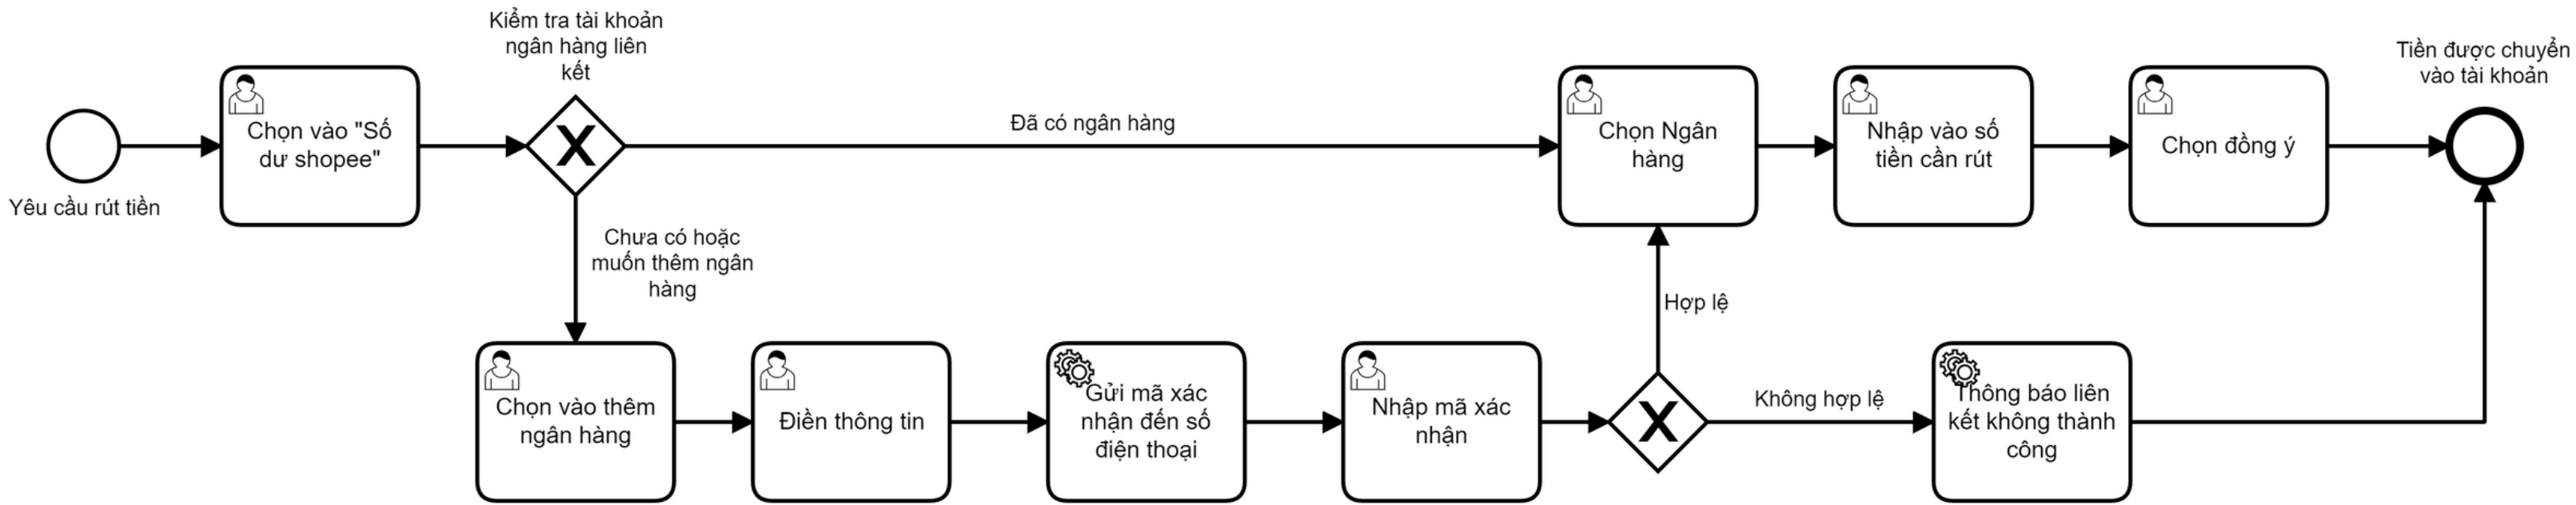 Kiểm tra tài khoản
ngân hàng liên
kết
Yêu cầu rút tiền
Chọn vào "Số
dư shopee"
Đã có ngân hàng
Chọn Ngân
hàng
Nhập vào số
tiền cần rút
Chọn đồng ý
Tiền được chuyển
vào tài khoản
Chưa có hoặc
muốn thêm ngân
hàng
Chọn vào thêm
ngân hàng
Điền thông tin
Gửi mã xác
nhận đến số
điện thoại
Nhập mã xác
nhận
Hợp lệ
Không hợp lệ
Thông báo liên
kết không thành
công